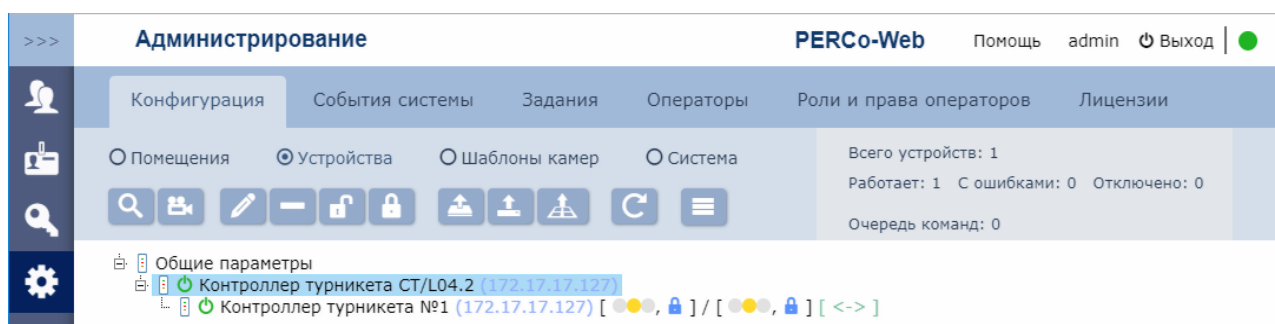 >>> Администрирование PERCo-Web Помощь admin Выход
Конфигурация События системы Задания Операторы Роли и права операторов Лицензии
Помещения Устройства Шаблоны камер Система
Всего устройств: 1
Работает: 1 С ошибками: 0 Отключено: 0
Очередь команд: 0
Общие параметры
Контроллер турникета CT/L04.2 (172.17.17.127)
Контроллер турникета №1 (172.17.17.127) [ , ] / [ , ] [ <-> ]